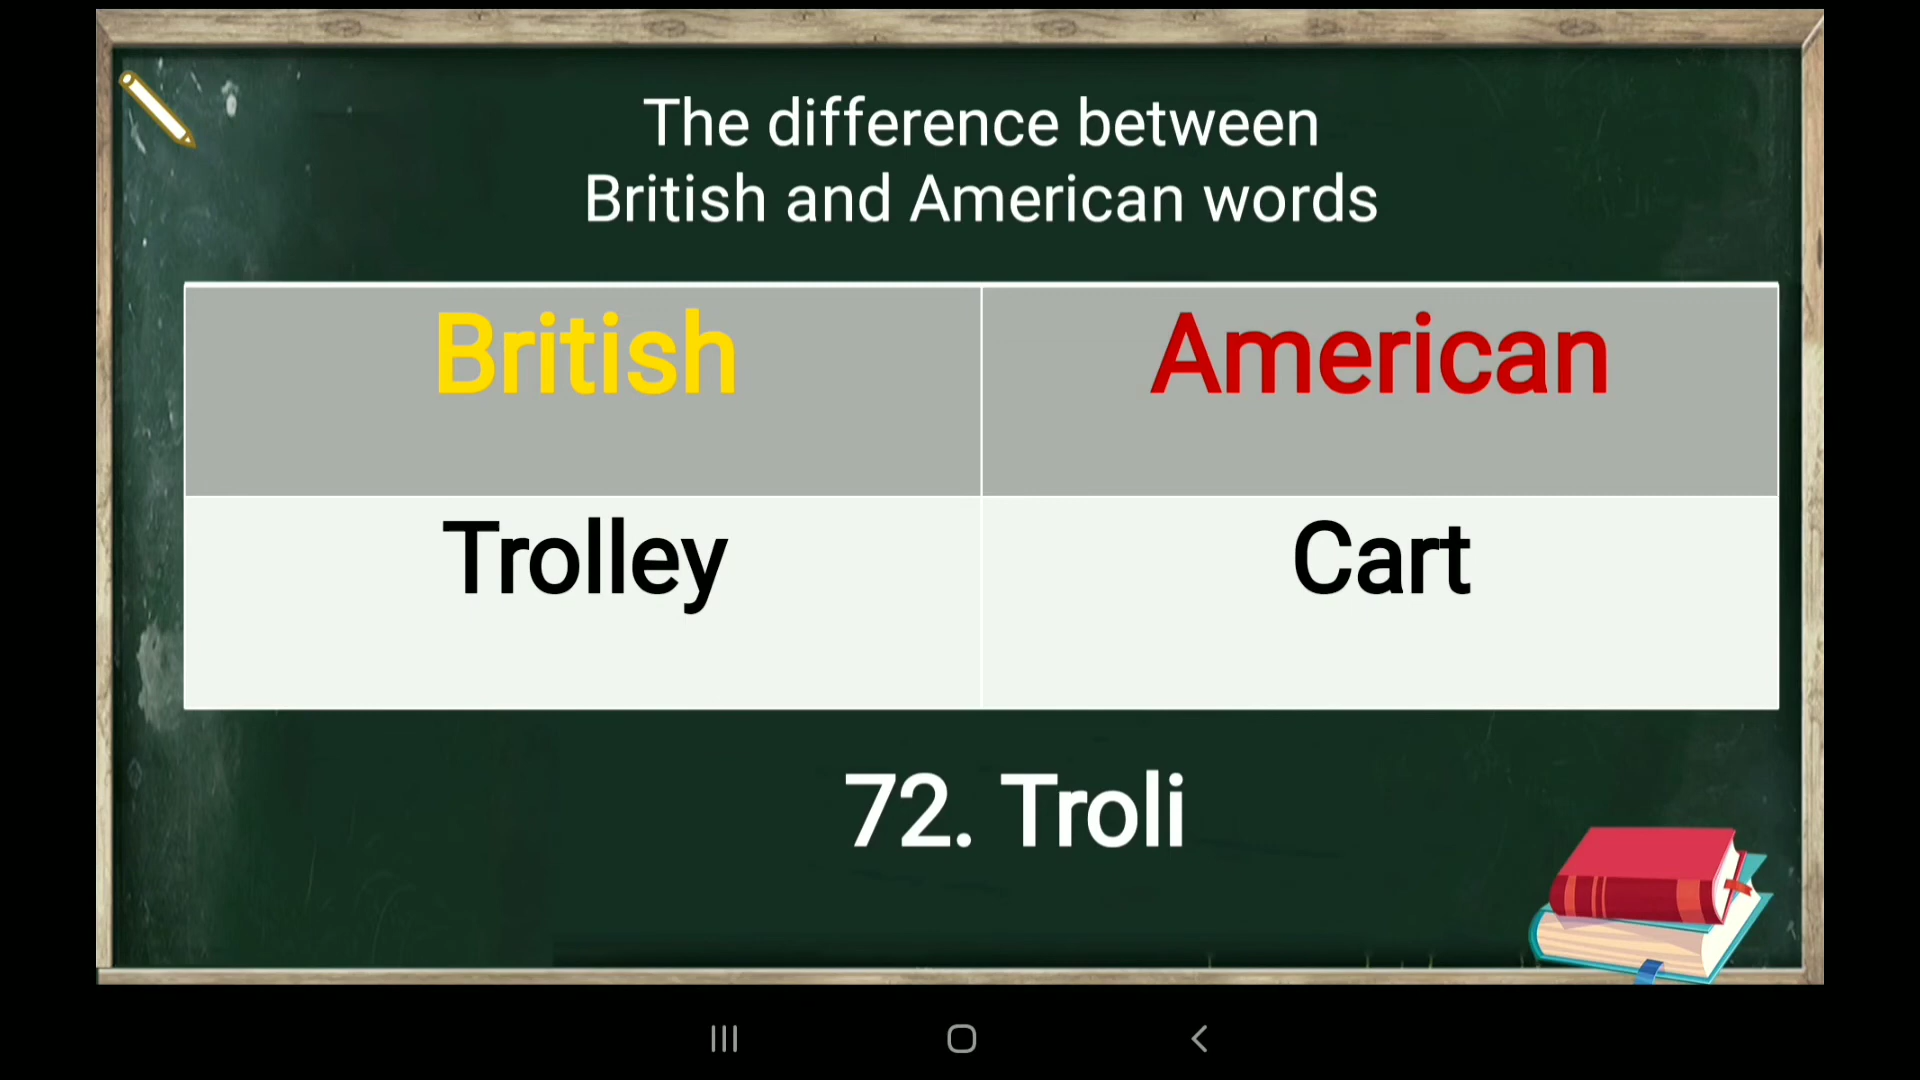 The difference between
British and American words
British American
Trolley Cart
72. Troli